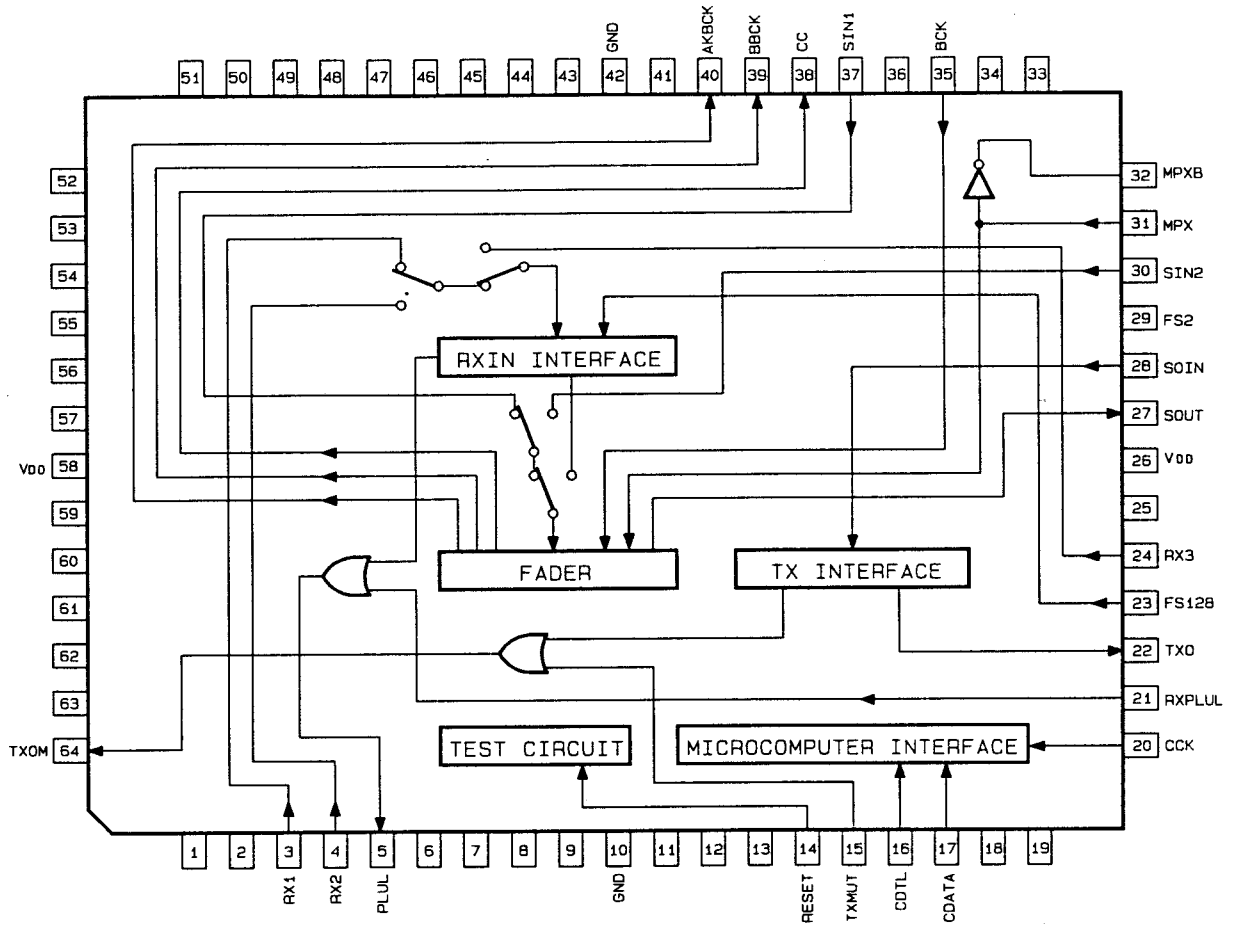 GND AKBCK BBCK CC SIN1 BCK
51 50 49 48 47 46 45 44 43 42 41 40 39 38 37 36 35 34 33
52
53
54
55
56
57
VDD 58
59
60
61
62
63
TXOM 64
32 MPXB
31 MPX
30 SIN2
29 FS2
28 SOIN
27 SOUT
26 VDD
25
24 RX3
23 FS128
22 TXO
21 RXPLUL
20 CCK
RXIN INTERFACE
FADER
TX INTERFACE
TEST CIRCUIT
MICROCOMPUTER INTERFACE
1 2 3 4 5 6 7 8 9 10 11 12 13 14 15 16 17 18 19
RX1 RX2 PLUL GND RESET TXMUT CDTL CDATA